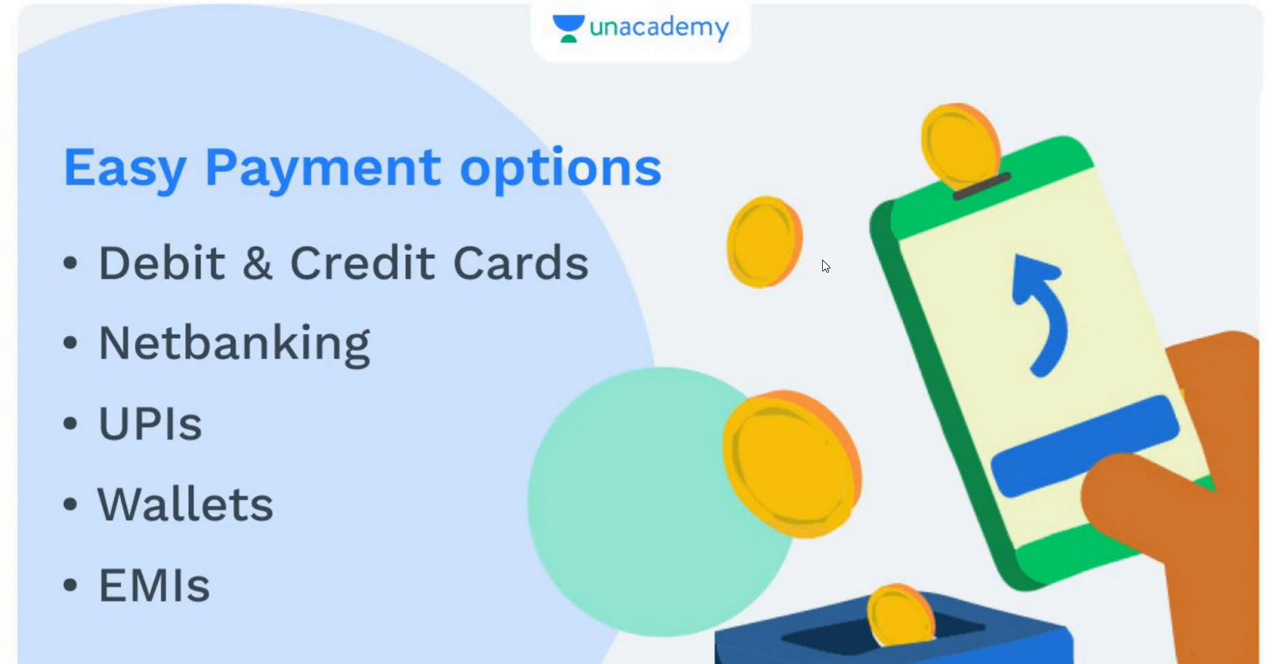 unacademy
Easy Payment options
• Debit & Credit Cards
• Netbanking
• UPIs
• Wallets
• EMIs